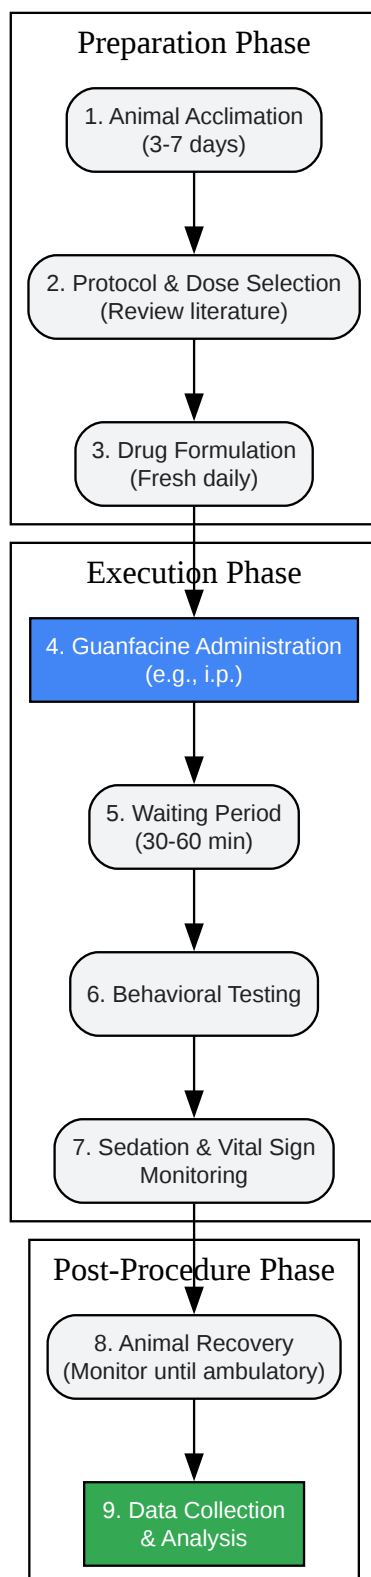 Preparation Phase
1. Animal Acclimation
(3-7 days)
2. Protocol & Dose Selection
(Review literature)
3. Drug Formulation
(Fresh daily)
Execution Phase
4. Guanfacine Administration
(e.g., i.p.)
5. Waiting Period
(30-60 min)
6. Behavioral Testing
7. Sedation & Vital Sign
Monitoring
Post-Procedure Phase
8. Animal Recovery
(Monitor until ambulatory)
9. Data Collection
& Analysis